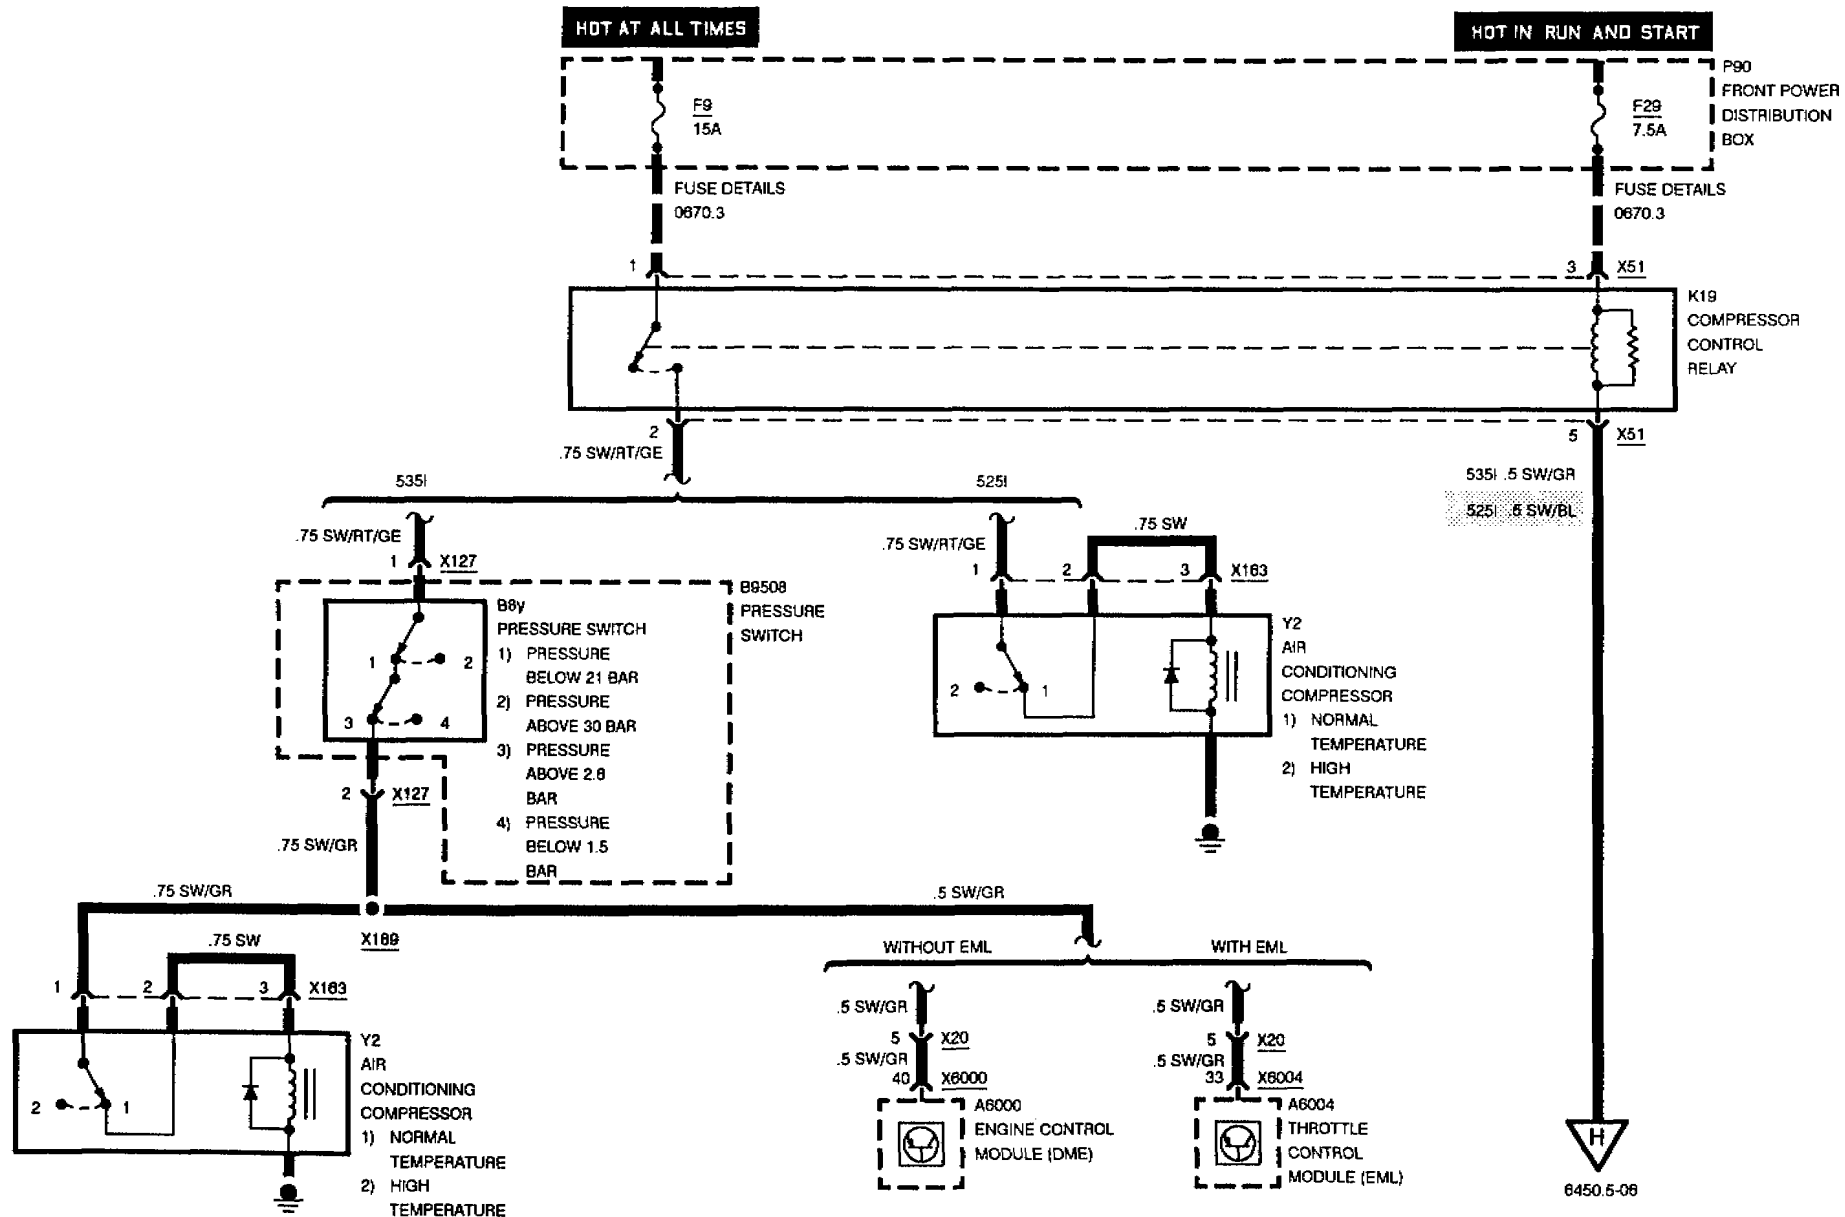 HOT AT ALL TIMES
HOT IN RUN AND START
F9
15A
F29
7.5A
P90
FRONT POWER
DISTRIBUTION
BOX
FUSE DETAILS
0670.3
FUSE DETAILS
0670.3
1
3
X51
K19
COMPRESSOR
CONTROL
RELAY
2
.75 SW/RT/GE
5
X51
535I .5 SW/GR
525I .5 SW/BL
535I
525I
.75 SW/RT/GE
1
X127
.75 SW/RT/GE
.75 SW
1
2
3
X163
B9508
PRESSURE
SWITCH
B8y
PRESSURE SWITCH
1) PRESSURE
BELOW 21 BAR
2) PRESSURE
ABOVE 30 BAR
3) PRESSURE
ABOVE 2.8
BAR
4) PRESSURE
BELOW 1.5
BAR
1
2
3
4
2
1
Y2
AIR
CONDITIONING
COMPRESSOR
1) NORMAL
TEMPERATURE
2) HIGH
TEMPERATURE
2
X127
.75 SW/GR
.75 SW/GR
.5 SW/GR
X169
.75 SW
1
2
3
X163
2
1
Y2
AIR
CONDITIONING
COMPRESSOR
1) NORMAL
TEMPERATURE
2) HIGH
TEMPERATURE
WITHOUT EML
WITH EML
.5 SW/GR
5
X20
.5 SW/GR
40
X6000
A6000
ENGINE CONTROL
MODULE (DME)
.5 SW/GR
5
X20
.5 SW/GR
33
X6004
A6004
THROTTLE
CONTROL
MODULE (EML)
H
6450.5-06